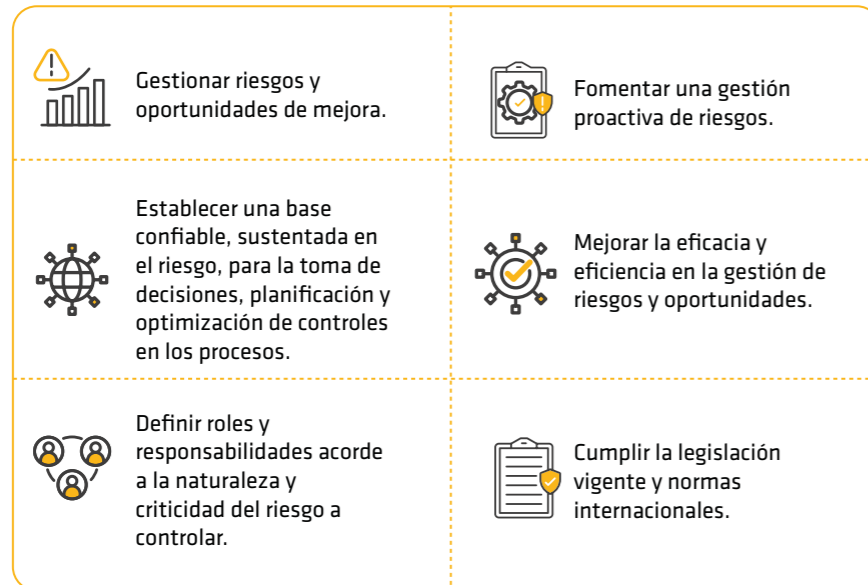 Gestionar riesgos y
oportunidades de mejora.
Fomentar una gestión
proactiva de riesgos.
Establecer una base
confiable, sustentada en
el riesgo, para la toma de
decisiones, planificación y
optimización de controles
en los procesos.
Mejorar la eficacia y
eficiencia en la gestión de
riesgos y oportunidades.
Definir roles y
responsabilidades acorde
a la naturaleza y
criticidad del riesgo a
controlar.
Cumplir la legislación
vigente y normas
internacionales.